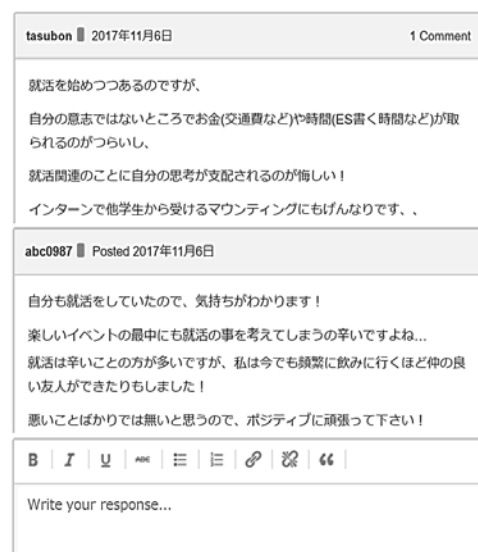 tasubon 2017年11月6日 1 Comment
就活を始めつつあるのですが、
自分の意志ではないところでお金(交通費など)や時間(ES書く時間など)が取
られるのがつらいし、
就活関連のことに自分の思考が支配されるのが悔しい！
インターンで他学生から受けるマウンティングにもげんなりです、、
abc0987 Posted 2017年11月6日
自分も就活をしていたので、気持ちがわかります！
楽しいイベントの最中にも就活の事を考えてしまうの辛いですよね...
就活は辛いことの方が多いですが、私は今でも頻繁に飲みに行くほど仲の良
い友人ができたりもしました！
悪いことばかりでは無いと思うので、ポジティブに頑張って下さい！
B I U ABC
Write your response...